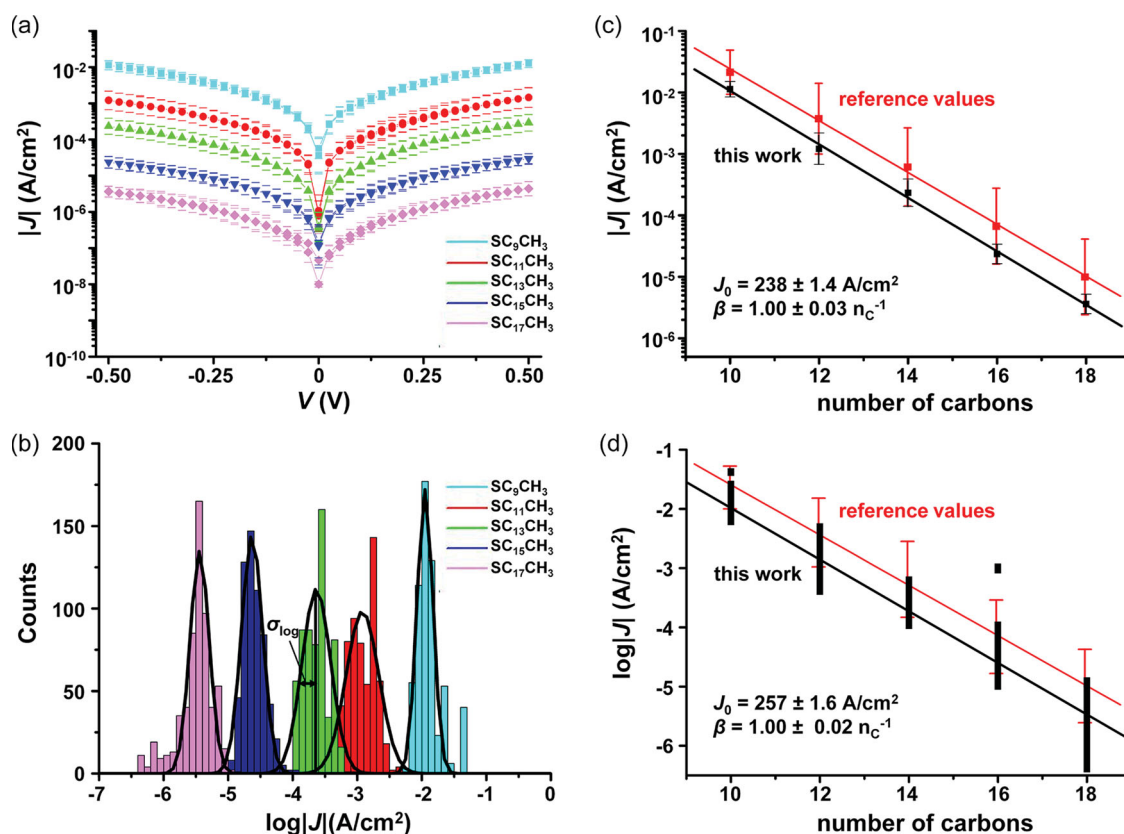 (a)
10⁻²
10⁻⁴
10⁻⁶
10⁻⁸
10⁻¹⁰
|J| (A/cm²)
SC₉CH₃
SC₁₁CH₃
SC₁₃CH₃
SC₁₅CH₃
SC₁₇CH₃
-0.50 -0.25 0 0.25 0.50
V (V)
(b)
200
150
100
50
0
Counts
σlog
SC₉CH₃
SC₁₁CH₃
SC₁₃CH₃
SC₁₅CH₃
SC₁₇CH₃
-7 -6 -5 -4 -3 -2 -1 0
log|J|(A/cm²)
(c)
10⁻¹
10⁻²
10⁻³
10⁻⁴
10⁻⁵
10⁻⁶
|J| (A/cm²)
reference values
this work
J₀ = 238 ± 1.4 A/cm²
β = 1.00 ± 0.03 n_C⁻¹
10 12 14 16 18
number of carbons
(d)
-1
-2
-3
-4
-5
-6
log|J| (A/cm²)
reference values
this work
J₀ = 257 ± 1.6 A/cm²
β = 1.00 ± 0.02 n_C⁻¹
10 12 14 16 18
number of carbons